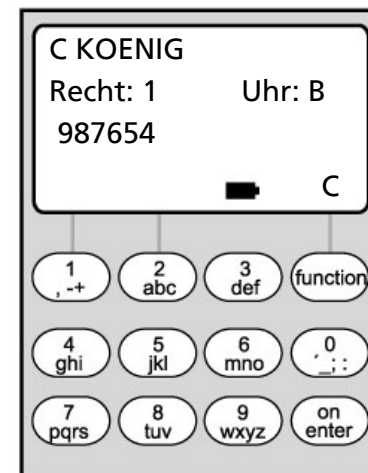 C KOENIG
Recht: 1 Uhr: B
987654
C
1 2 3 function
, -+ abc def
4 5 6 0
ghi jkl mno ´_; :
7 8 9 on
pqrs tuv wxyz enter